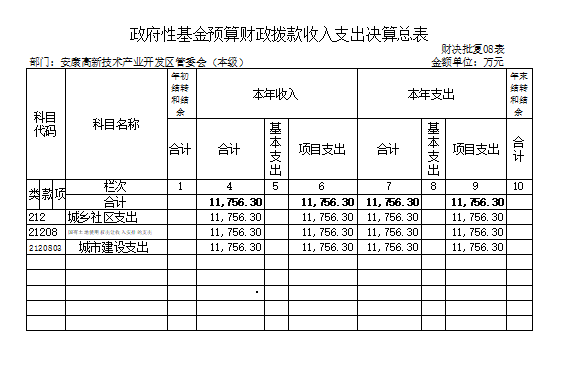 政府性基金预算财政拨款收入支出决算总表
财决批复08表
部门：安康高新技术产业开发区管委会（本级） 金额单位：万元
科目代码 科目名称 年初结转和结余 本年收入 本年支出 年末结转和结余
合计 合计 基本支出 项目支出 合计 基本支出 项目支出 合计
类 款 项 栏次 1 4 5 6 7 8 9 10
合计 11,756.30 11,756.30 11,756.30 11,756.30
212 城乡社区支出 11,756.30 11,756.30 11,756.30 11,756.30
21208 国有土地使用权出让收入安排的支出 11,756.30 11,756.30 11,756.30 11,756.30
2120803 城市建设支出 11,756.30 11,756.30 11,756.30 11,756.30